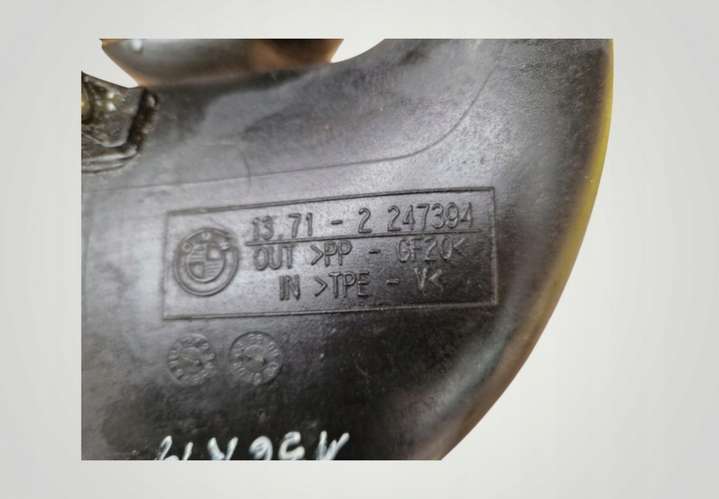 13.71 - 2 247394
OUT >PP - GF20<
IN >TPE - V<